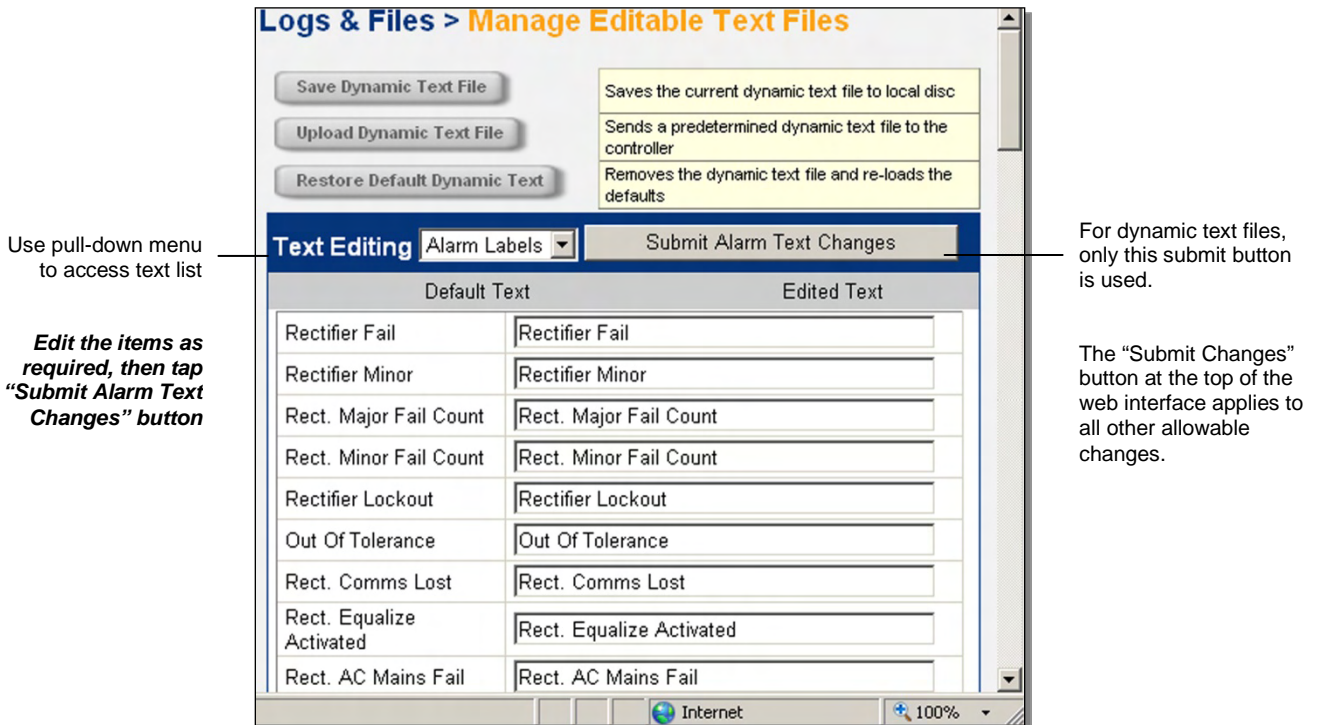 Logs & Files > Manage Editable Text Files
Save Dynamic Text File
Saves the current dynamic text file to local disc
Upload Dynamic Text File
Sends a predetermined dynamic text file to the
controller
Restore Default Dynamic Text
Removes the dynamic text file and re-loads the
defaults
Use pull-down menu
to access text list
Edit the items as
required, then tap
“Submit Alarm Text
Changes” button
Text Editing Alarm Labels Submit Alarm Text Changes
Default Text Edited Text
Rectifier Fail Rectifier Fail
Rectifier Minor Rectifier Minor
Rect. Major Fail Count Rect. Major Fail Count
Rect. Minor Fail Count Rect. Minor Fail Count
Rectifier Lockout Rectifier Lockout
Out Of Tolerance Out Of Tolerance
Rect. Comms Lost Rect. Comms Lost
Rect. Equalize
Activated
Rect. Equalize Activated
Rect. AC Mains Fail Rect. AC Mains Fail
Internet 100%
For dynamic text files,
only this submit button
is used.
The “Submit Changes”
button at the top of the
web interface applies to
all other allowable
changes.